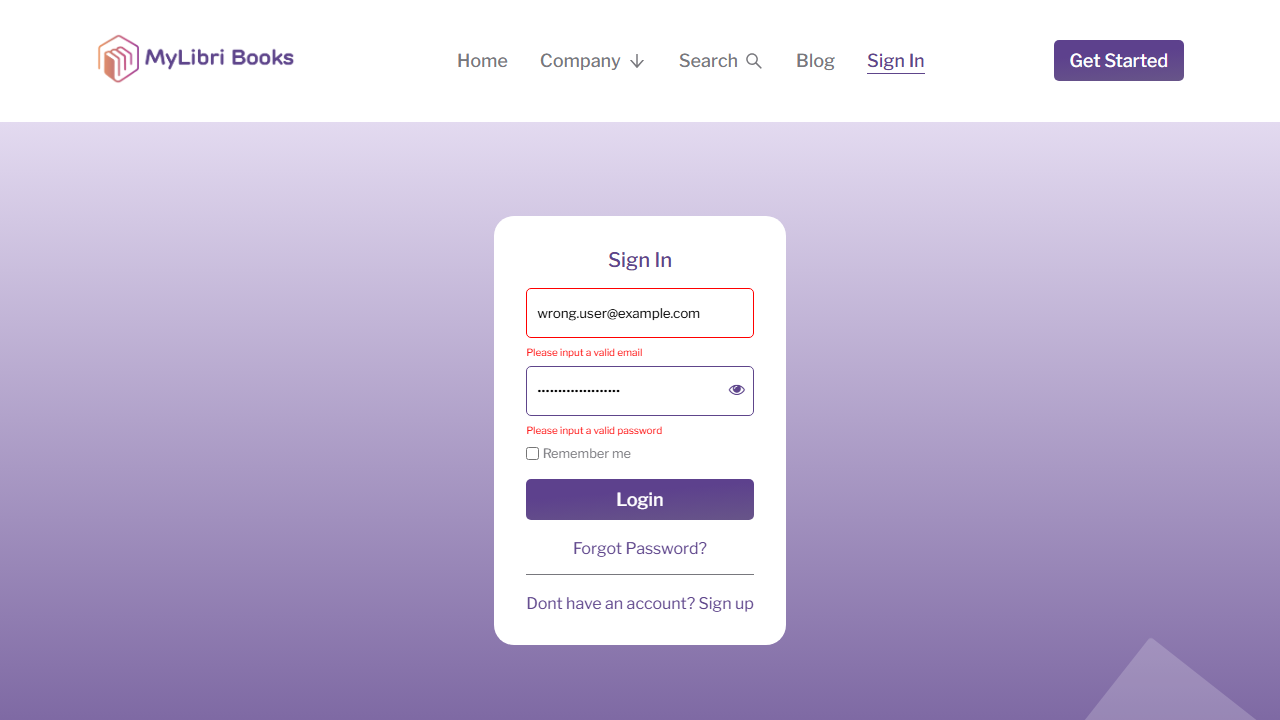 MyLibri Books
Home
Company
Search
Blog
Sign In
Get Started
Sign In
wrong.user@example.com
Please input a valid email
••••••••••••••••••••
Please input a valid password
Remember me
Login
Forgot Password?
Dont have an account? Sign up